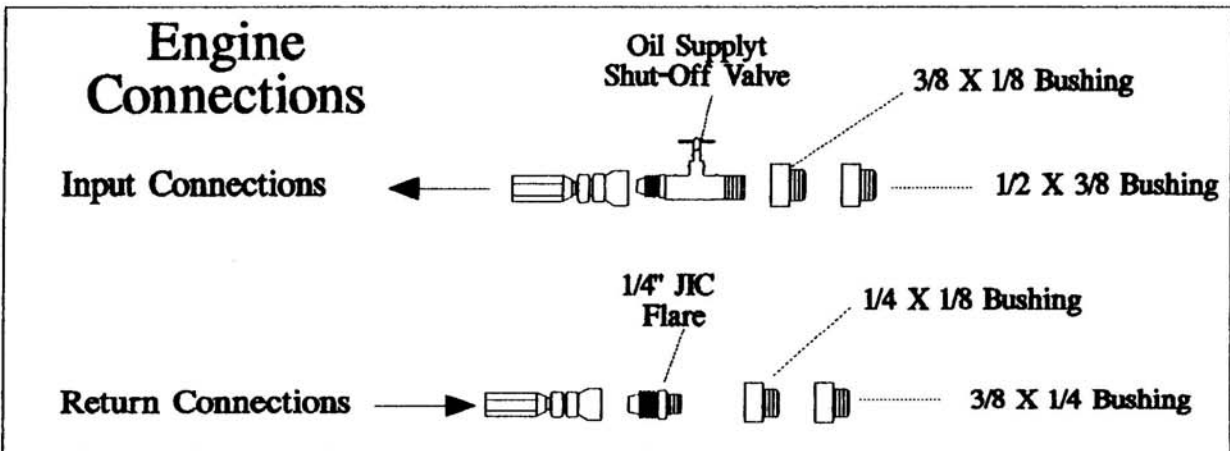 Engine
Connections
Oil Supplyt
Shut-Off Valve
3/8 X 1/8 Bushing
Input Connections
1/2 X 3/8 Bushing
1/4" JIC
Flare
1/4 X 1/8 Bushing
Return Connections
3/8 X 1/4 Bushing